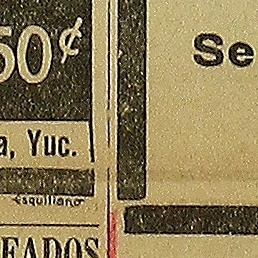 50¢
Se
a, Yuc.
Esquiliano
EADOS